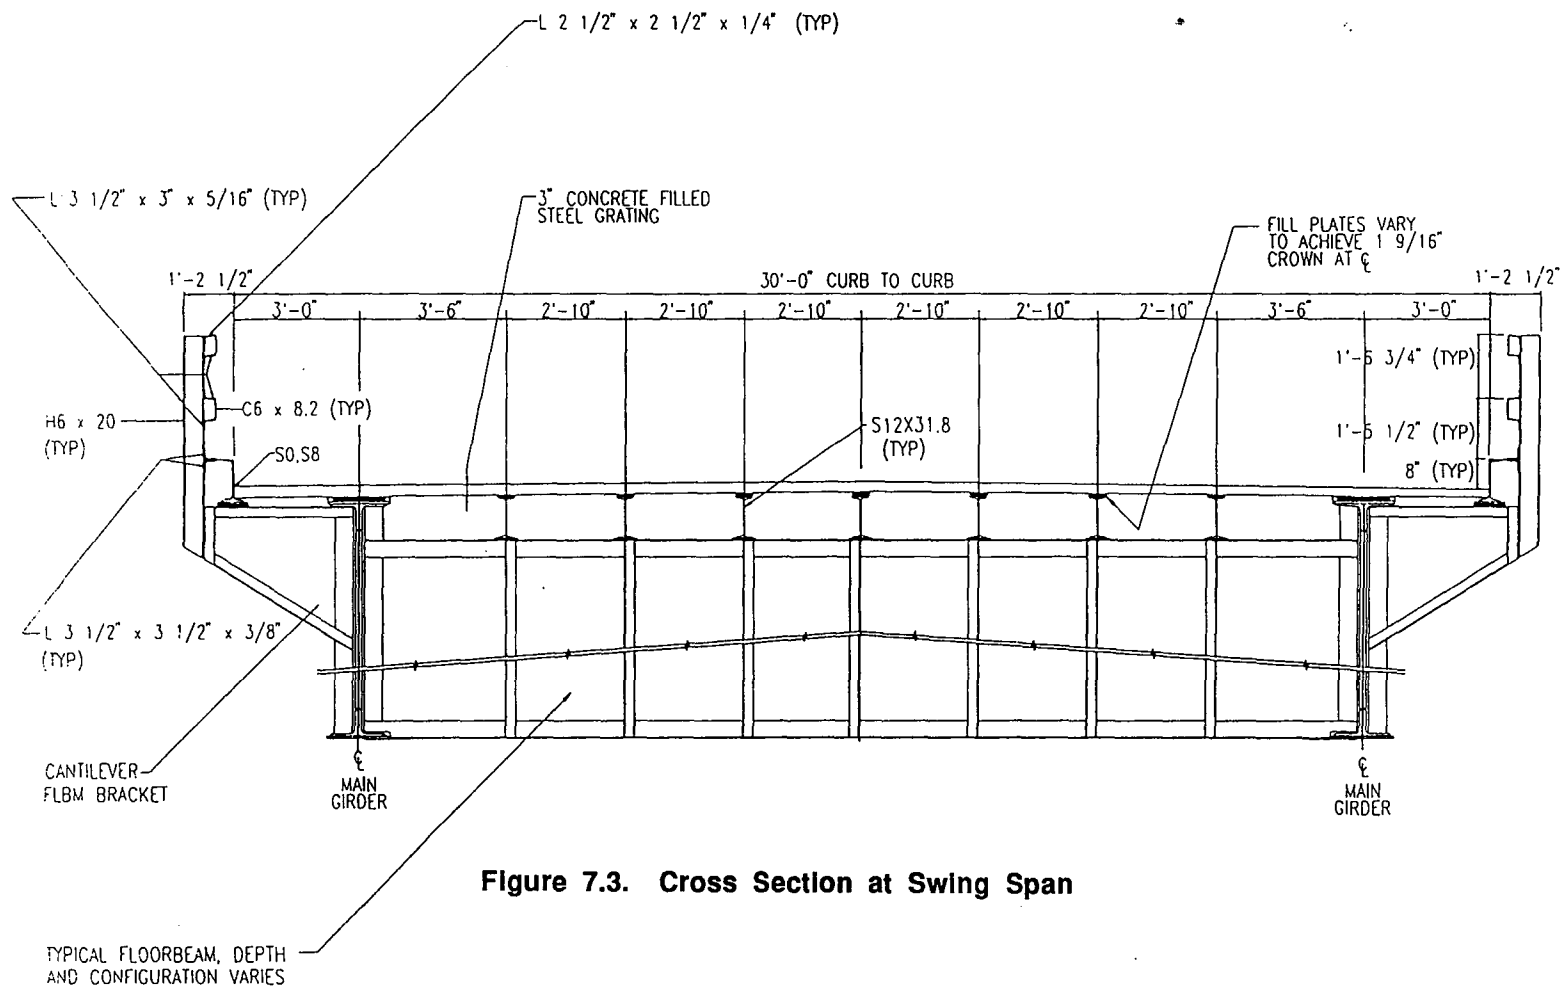 L 2 1/2" x 2 1/2" x 1/4" (TYP)
L 3 1/2" x 3" x 5/16" (TYP)
3" CONCRETE FILLED
STEEL GRATING
FILL PLATES VARY
TO ACHIEVE 1 9/16"
CROWN AT ℄
1'-2 1/2"
30'-0" CURB TO CURB
1'-2 1/2"
3'-0"
3'-6"
2'-10"
2'-10"
2'-10"
2'-10"
2'-10"
2'-10"
3'-6"
3'-0"
1'-6 3/4" (TYP)
C6 x 8.2 (TYP)
H6 x 20
(TYP)
S12X31.8
(TYP)
1'-6 1/2" (TYP)
S0,S8
8" (TYP)
L 3 1/2" x 3 1/2" x 3/8"
(TYP)
CANTILEVER
FLBM BRACKET
℄
MAIN
GIRDER
℄
MAIN
GIRDER
Figure 7.3. Cross Section at Swing Span
TYPICAL FLOORBEAM, DEPTH
AND CONFIGURATION VARIES